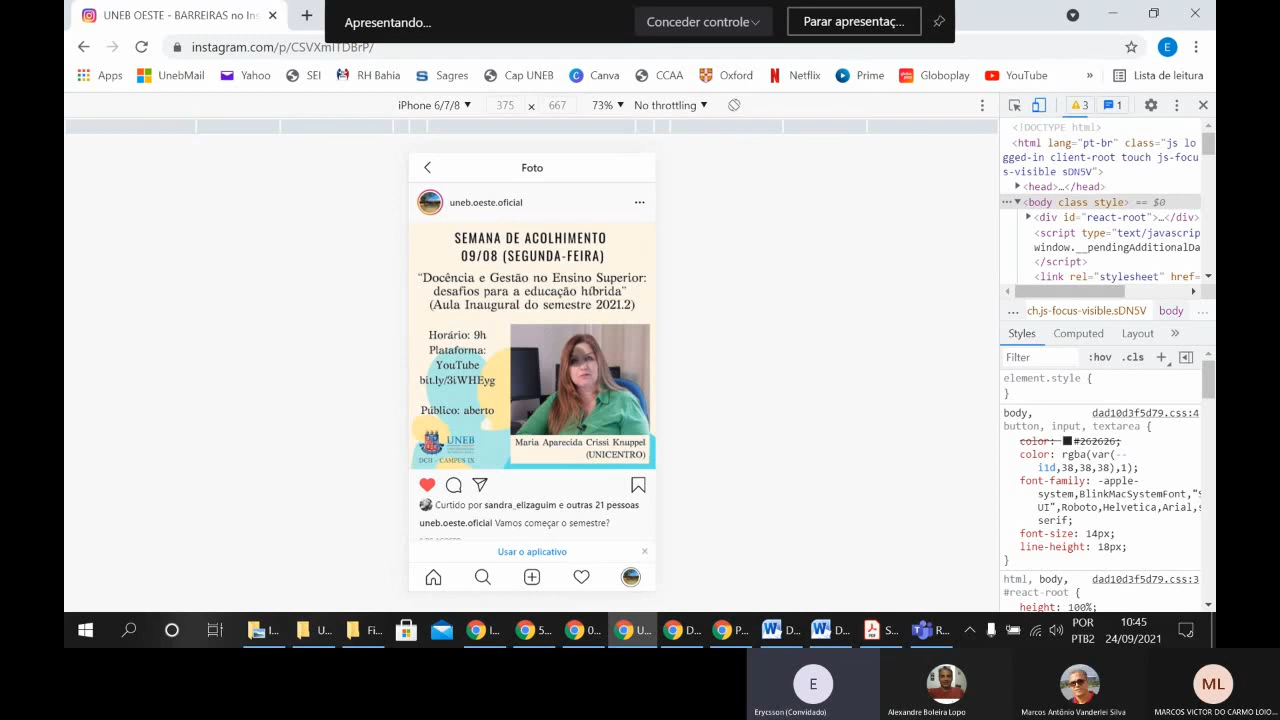 UNEB OESTE - BARREIRAS no Ins
Apresentando...
Conceder controle
Parar apresentaç...
instagram.com/p/CSVXmITDBrP/
E
Apps
UnebMail
Yahoo
SEI
RH Bahia
Sagres
Cap UNEB
Canva
CCAA
Oxford
Netflix
Prime
Globoplay
YouTube
»
Lista de leitura
iPhone 6/7/8
375
x
667
73%
No throttling
3
1
<!DOCTYPE html>
<html lang="pt-br" class="js lo
gged-in client-root touch js-focu
s-visible sDN5V">
<head>…</head>
<body class style> == $0
<div id="react-root">…</div>
<script type="text/javascrip
window.__pendingAdditionalDa
</script>
<link rel="stylesheet" href=
... ch.js-focus-visible.sDN5V body ...
Styles
Computed
Layout
»
Filter
:hov
.cls
element.style {
}
body, dad10d3f5d79.css:4
button, input, textarea {
color: #262626;
color: rgba(var(--
i1d,38,38,38),1);
font-family: -apple-
system,BlinkMacSystemFont,"S
UI",Roboto,Helvetica,Arial,s
serif;
font-size: 14px;
line-height: 18px;
}
html, body, dad10d3f5d79.css:3
#react-root {
height: 100%;
Foto
uneb.oeste.oficial
SEMANA DE ACOLHIMENTO
09/08 (SEGUNDA-FEIRA)
"Docência e Gestão no Ensino Superior:
desafios para a educação híbrida"
(Aula Inaugural do semestre 2021.2)
Horário: 9h
Plataforma:
YouTube
bit.ly/3iWHEyg
Público: aberto
UNEB
DCH - CAMPUS IX
Maria Aparecida Crissi Knuppel
(UNICENTRO)
Curtido por sandra_elizaguim e outras 21 pessoas
uneb.oeste.oficial Vamos começar o semestre?
Usar o aplicativo
I...
U...
Fi...
I...
5...
0...
U...
D...
P...
D...
D...
S...
R...
POR
PTB2
10:45
24/09/2021
E
Erycsson (Convidado)
Alexandre Boleira Lopo
Marcos Antônio Vanderlei Silva
ML
MARCOS VICTOR DO CARMO LOIO...